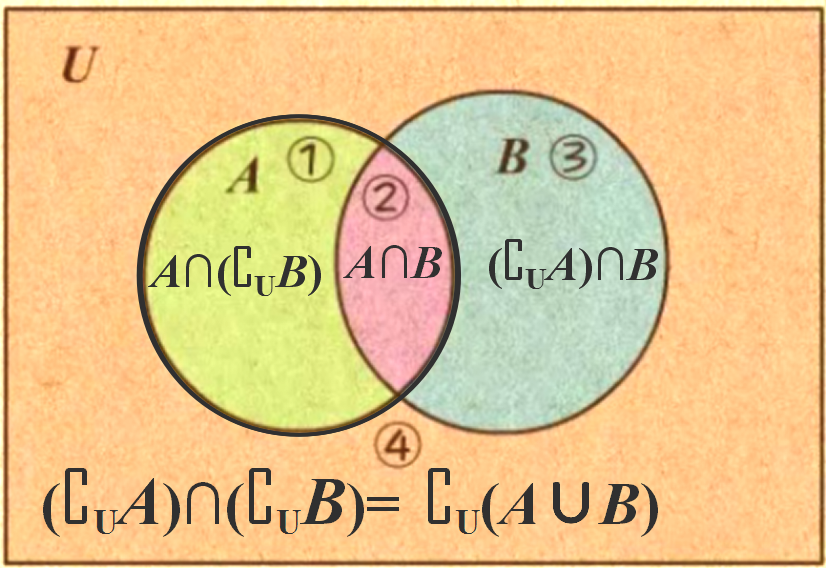 U
A ①
②
B ③
A∩(∁UB)
A∩B
(∁UA)∩B
④
(∁UA)∩(∁UB)= ∁U(A∪B)